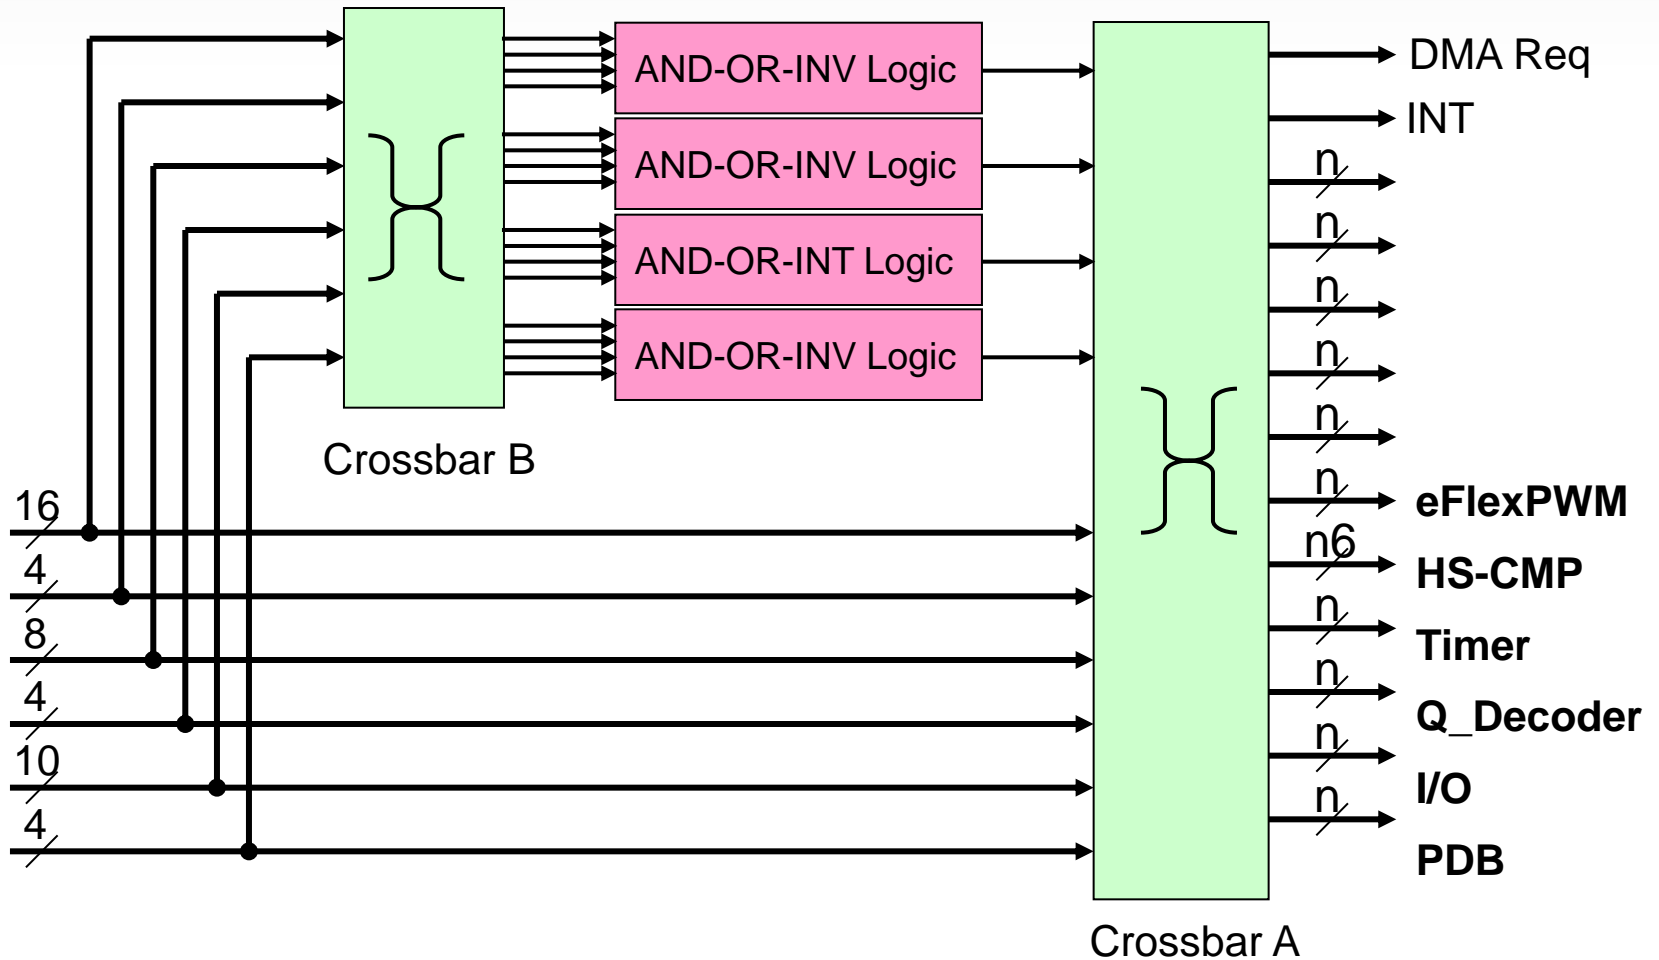 AND-OR-INV Logic
AND-OR-INV Logic
AND-OR-INT Logic
AND-OR-INV Logic
Crossbar B
16
4
8
4
10
4
DMA Req
INT
n
n
n
n
n
n
n6
n
n
n
n
eFlexPWM
HS-CMP
Timer
Q_Decoder
I/O
PDB
Crossbar A